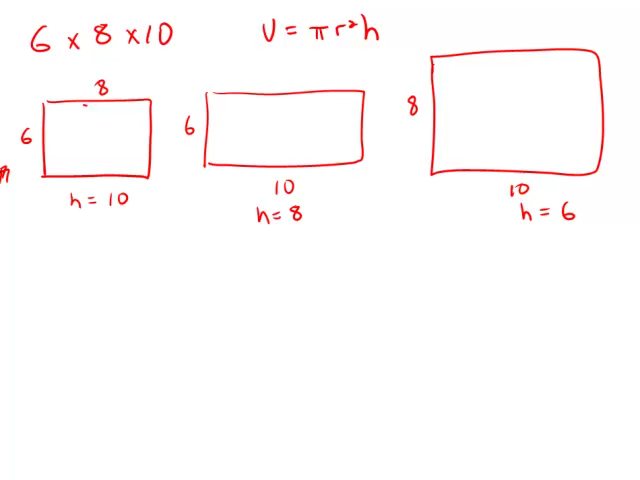 6 x 8 x 10
V = πr²h
8
6
h = 10
6
10
h = 8
8
10
h = 6